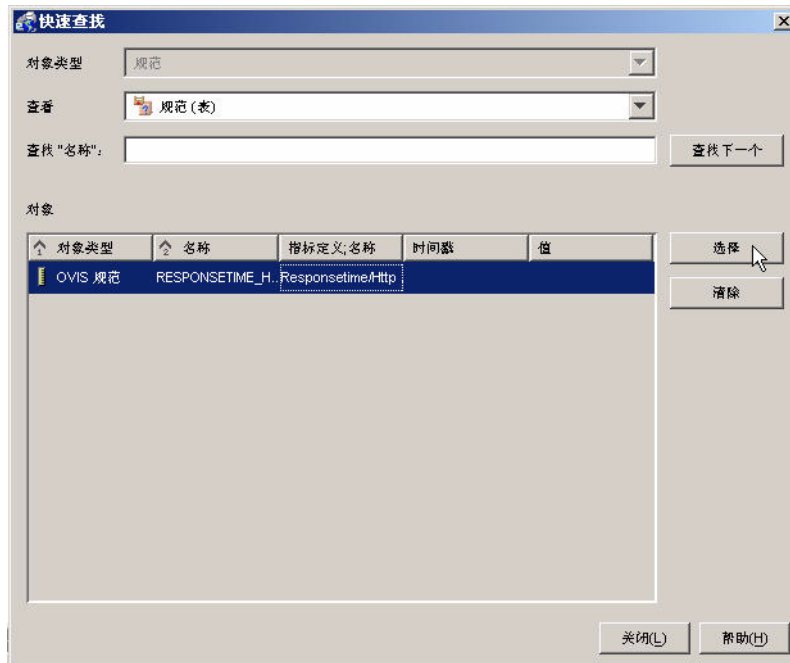 快速查找
对象类型 规范
查看 规范 (表)
查找 "名称": 查找下一个
对象
1 对象类型 2 名称 指标定义;名称 时间戳 值 选择
OVIS 规范 RESPONSETIME_H... Responsetime/Http
清除
关闭(L) 帮助(H)